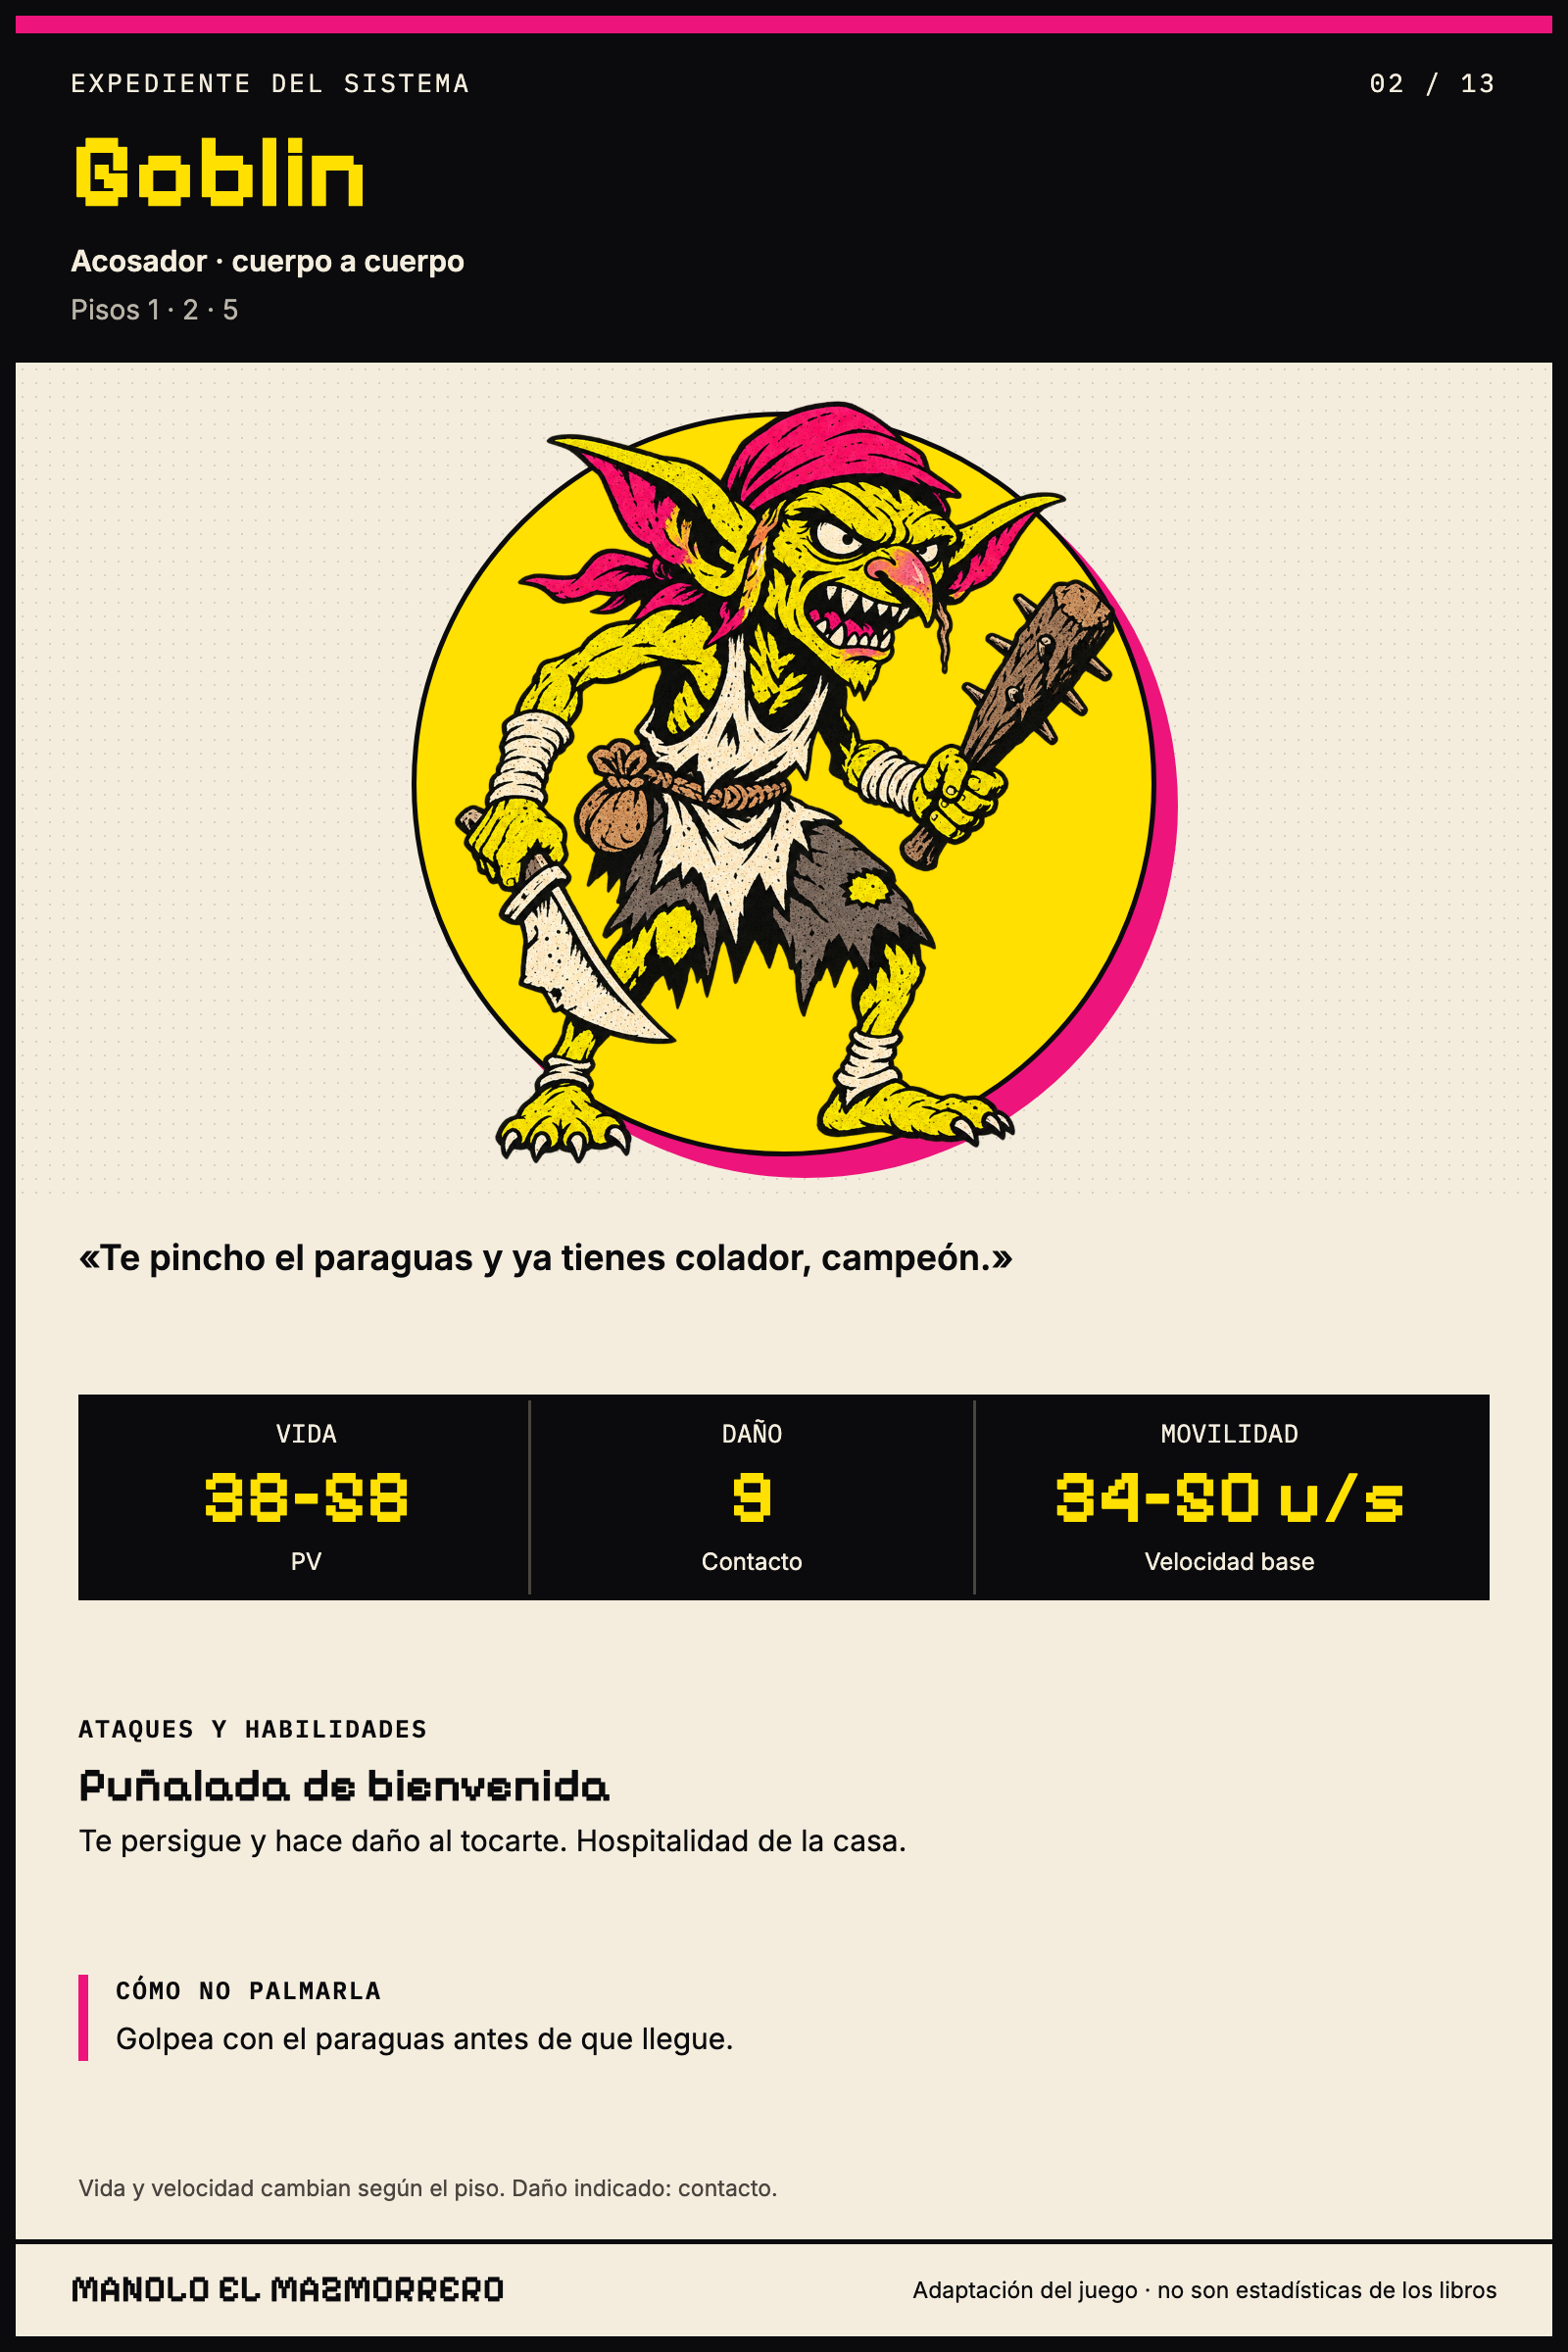 EXPEDIENTE DEL SISTEMA
02 / 13
Goblin
Acosador · cuerpo a cuerpo
Pisos 1 · 2 · 5
«Te pincho el paraguas y ya tienes colador, campeón.»
VIDA
38-58
PV
DAÑO
9
Contacto
MOVILIDAD
34-50 u/s
Velocidad base
ATAQUES Y HABILIDADES
Puñalada de bienvenida
Te persigue y hace daño al tocarte. Hospitalidad de la casa.
CÓMO NO PALMARLA
Golpea con el paraguas antes de que llegue.
Vida y velocidad cambian según el piso. Daño indicado: contacto.
MANOLO EL MAZMORRERO
Adaptación del juego · no son estadísticas de los libros